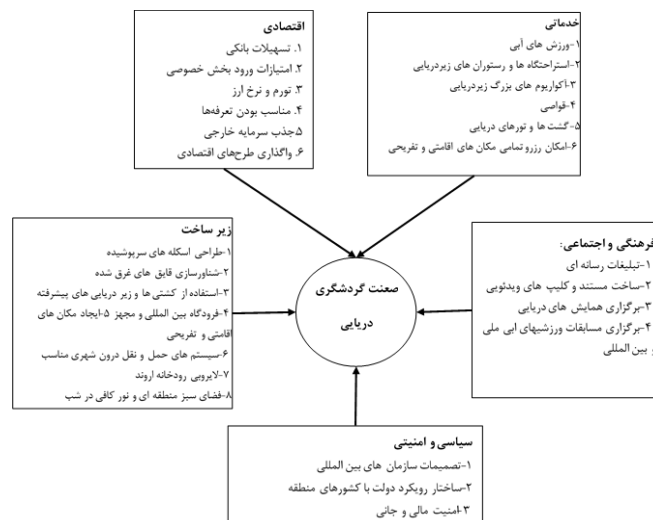 اقتصادی
۱. تسهیلات بانکی
۲. امتیازات ورود بخش خصوصی
۳. تورم و نرخ ارز
۴. مناسب بودن تعرفه‌ها
۵.جذب سرمایه خارجی
۶. واگذاری طرح‌های اقتصادی
خدماتی
۱-ورزش های آبی
۲-استراحتگاه ها و رستوران های زیردریایی
۳-آکواریوم های بزرگ زیردریایی
۴-قواصی
۵-گشت ها و تورهای دریایی
۶-امکان رزرو تمامی مکان های اقامتی و تفریحی
زیر ساخت
۱-طراحی اسکله های سرپوشیده
۲-شناورسازی قایق های غرق شده
۳-استفاده از کشتی ها و زیر دریایی های پیشرفته
۴-فرودگاه بین المللی و مجهز ۵-ایجاد مکان های
اقامتی و تفریحی
۶-سیستم های حمل و نقل درون شهری مناسب
۷-لایروبی رودخانه اروند
۸-فضای سبز منطقه ای و نور کافی در شب
صعنت گردشگری
دریایی
فرهنگی و اجتماعی:
۱-تبلیغات رسانه ای
۲-ساخت مستند و کلیپ های ویدئویی
۳-برگزاری همایش های دریایی
۴-برگزاری مسابقات ورزشیهای ابی ملی
و بین المللی
سیاسی و امنیتی
۱-تصمیمات سازمان های بین المللی
۲-ساختار رویکرد دولت با کشورهای منطقه
۳-امنیت مالی و جانی